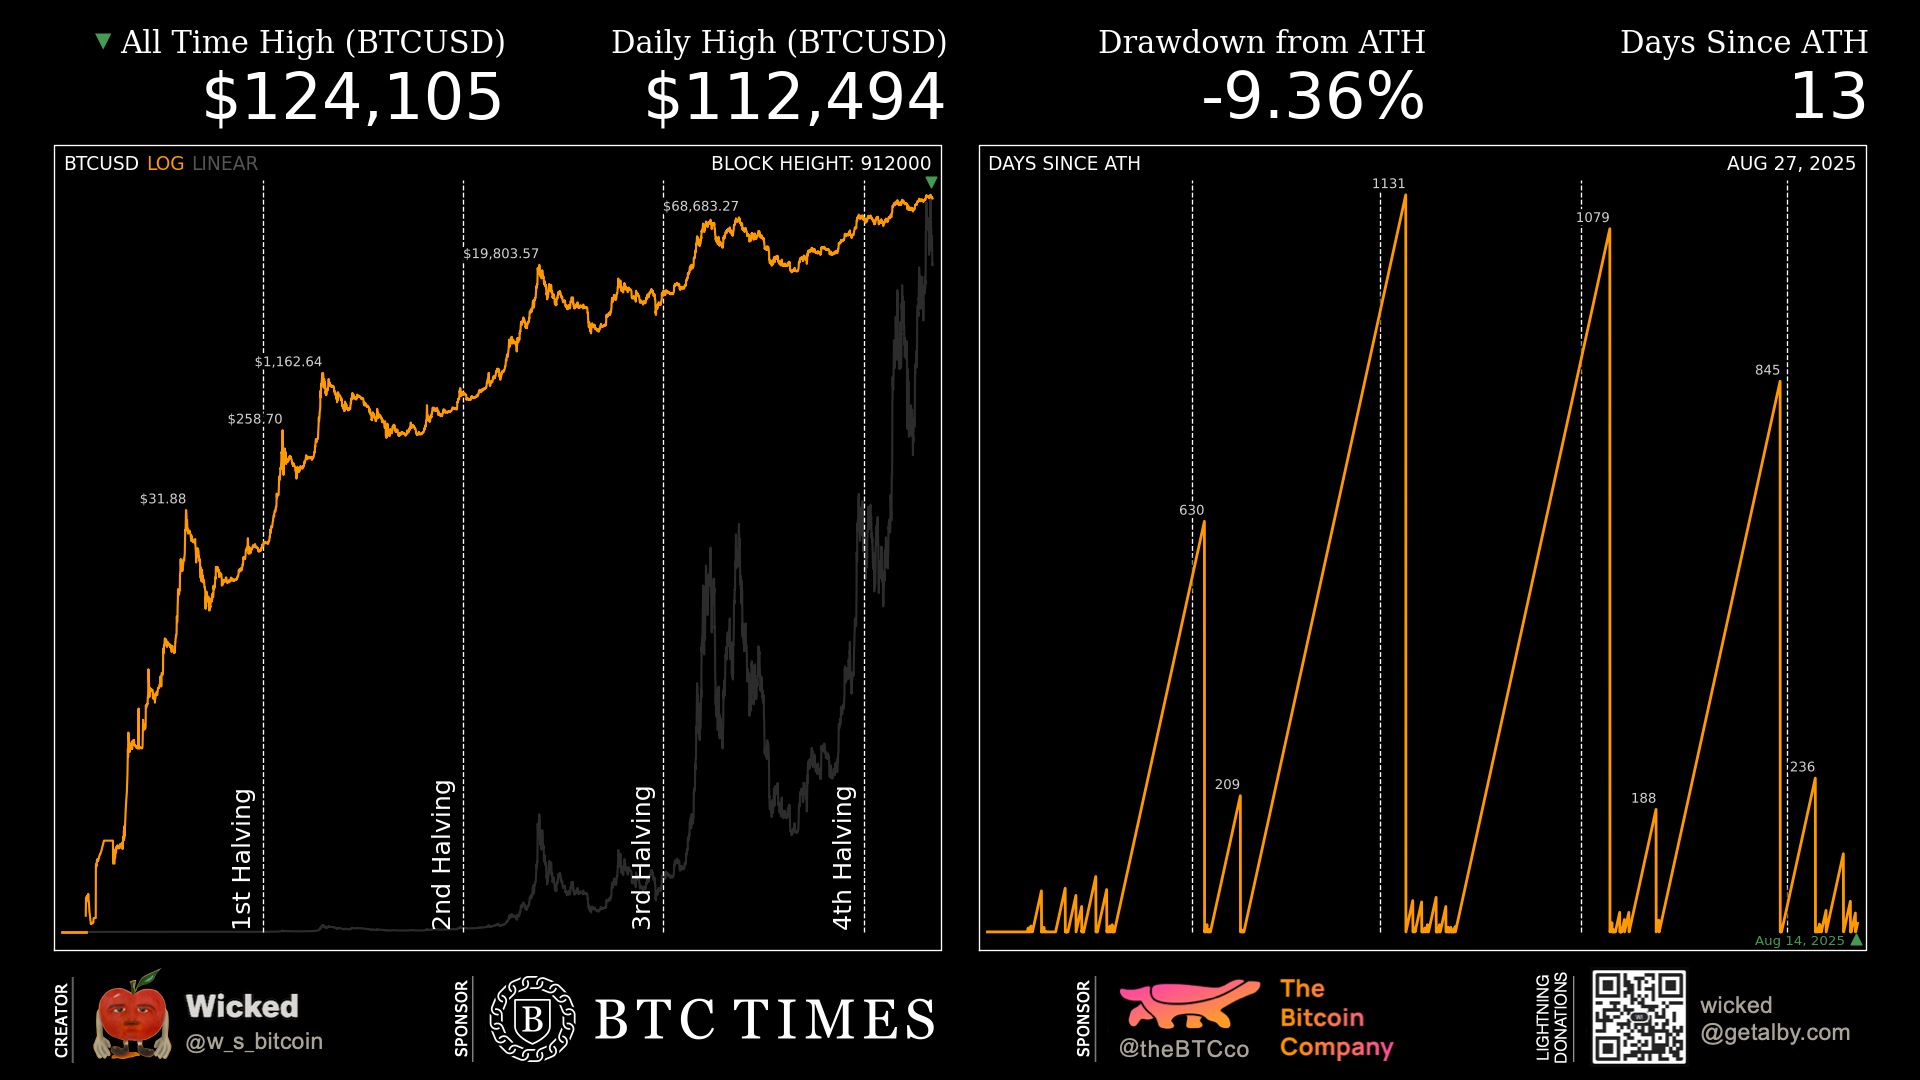 ▼ All Time High (BTCUSD)
$124,105
Daily High (BTCUSD)
$112,494
Drawdown from ATH
-9.36%
Days Since ATH
13
BTCUSD LOG LINEAR
BLOCK HEIGHT: 912000
$31.88
$258.70
$1,162.64
$19,803.57
$68,683.27
1st Halving
2nd Halving
3rd Halving
4th Halving
DAYS SINCE ATH
AUG 27, 2025
630
209
1131
1079
188
845
236
Aug 14, 2025
CREATOR
Wicked
@w_s_bitcoin
SPONSOR
B
BTC TIMES
SPONSOR
@theBTCco
The
Bitcoin
Company
LIGHTNING
DONATIONS
wicked
@getalby.com